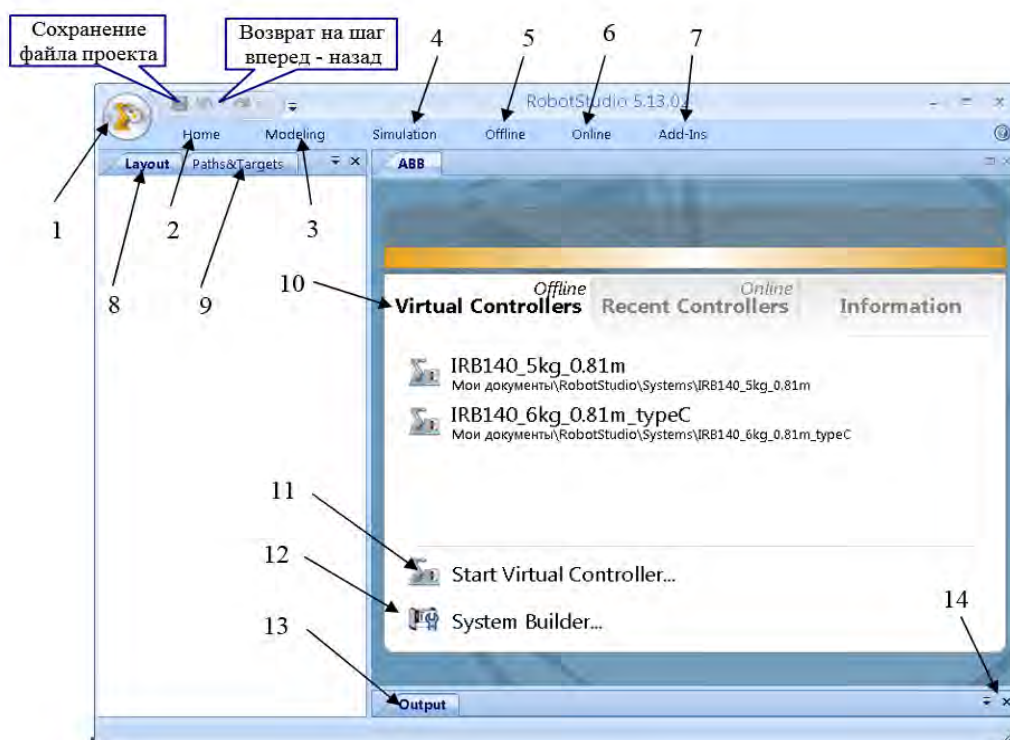 Сохранение
файла проекта
Возврат на шаг
вперед - назад
4
5
6
7
RobotStudio 5.13.02
Home
Modeling
Simulation
Offline
Online
Add-Ins
Layout
Paths&Targets
ABB
1
2
3
8
9
10
Offline
Virtual Controllers
Online
Recent Controllers
Information
IRB140_5kg_0.81m
Мои документы\RobotStudio\Systems\IRB140_5kg_0.81m
IRB140_6kg_0.81m_typeC
Мои документы\RobotStudio\Systems\IRB140_6kg_0.81m_typeC
11
Start Virtual Controller...
12
System Builder...
13
14
Output